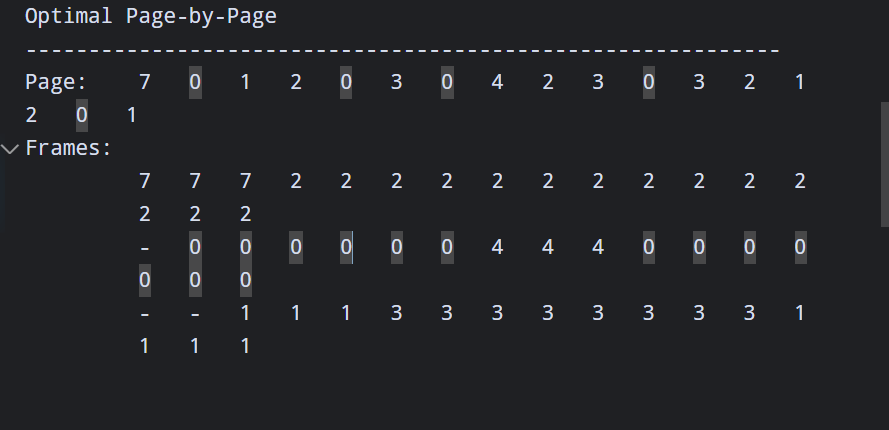 Optimal Page-by-Page
------------------------------------------------------------
Page:    7   0   1   2   0   3   0   4   2   3   0   3   2   1
2   0   1
Frames:
         7   7   7   2   2   2   2   2   2   2   2   2   2   2
         2   2   2
         -   0   0   0   0   0   0   4   4   4   0   0   0   0
         0   0   0
         -   -   1   1   1   3   3   3   3   3   3   3   3   1
         1   1   1